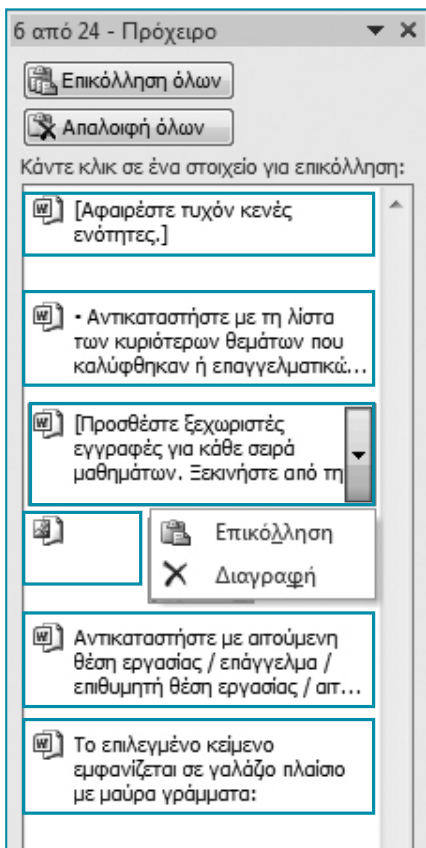 6 από 24 - Πρόχειρο
Επικόλληση όλων
Απαλοιφή όλων
Κάντε κλικ σε ένα στοιχείο για επικόλληση:
[Αφαιρέστε τυχόν κενές
ενότητες.]
• Αντικαταστήστε με τη λίστα
των κυριότερων θεμάτων που
καλύφθηκαν ή επαγγελματικώ...
[Προσθέστε ξεχωριστές
εγγραφές για κάθε σειρά
μαθημάτων. Ξεκινήστε από τη
Επικόλληση
Διαγραφή
Αντικαταστήστε με αιτούμενη
θέση εργασίας / επάγγελμα /
επιθυμητή θέση εργασίας / αιτ...
Το επιλεγμένο κείμενο
εμφανίζεται σε γαλάζιο πλαίσιο
με μαύρα γράμματα: